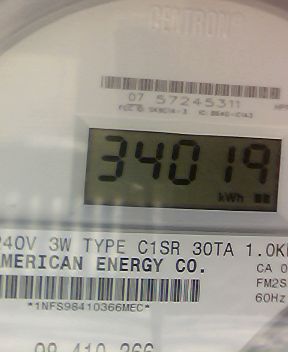 CENTRON
07 57245311
34019
kWh
240V 3W TYPE C1SR 30TA 1.0K
AMERICAN ENERGY CO.
CA 0
FM2S
*1NFS98410366MEC*
60Hz
98 410 366